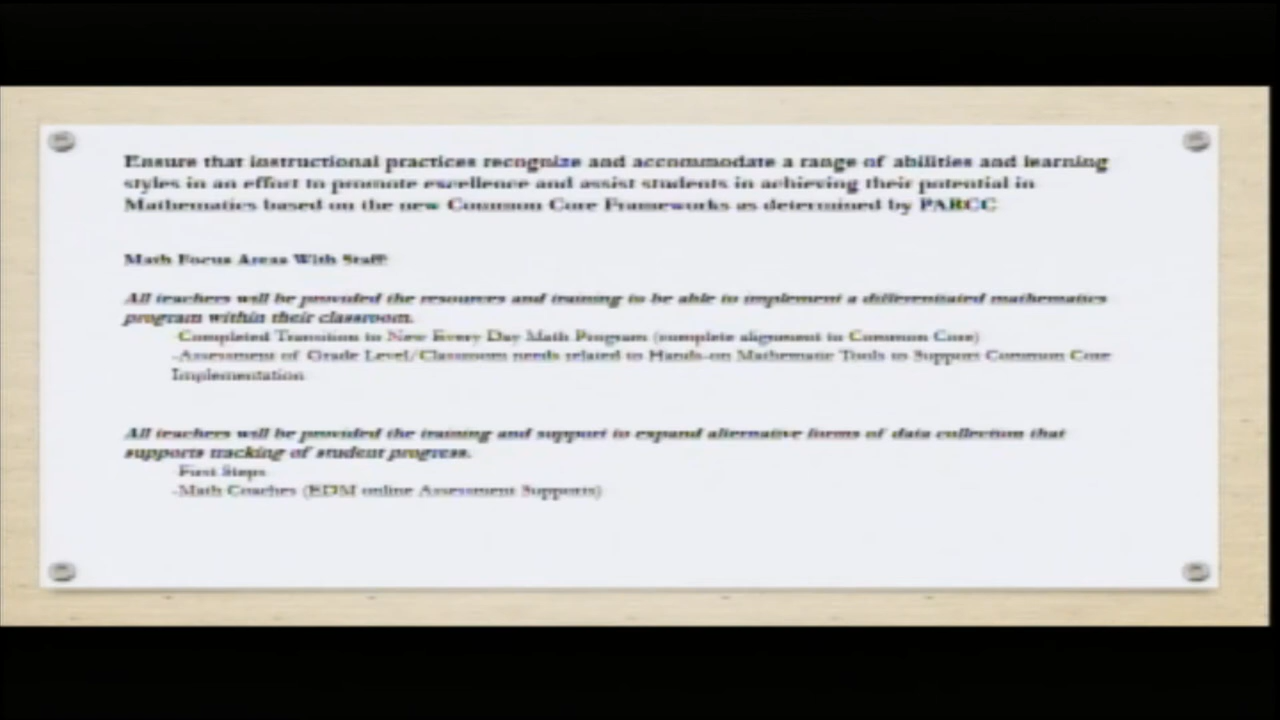 Ensure that instructional practices recognize and accommodate a range of abilities and learning
styles in an effort to promote excellence and assist students in achieving their potential in
Mathematics based on the new Common Core Frameworks as determined by PARCC
Math Focus Areas With Staff:
All teachers will be provided the resources and training to be able to implement a differentiated mathematics
program within their classroom.
-Completed Transition to New Every Day Math Program (complete alignment to Common Core)
-Assessment of Grade Level/Classroom needs related to Hands-on Mathematic Tools to Support Common Core
Implementation
All teachers will be provided the training and support to expand alternative forms of data collection that
supports tracking of student progress.
-First Steps
-Math Coaches (EDM online Assessment Supports)